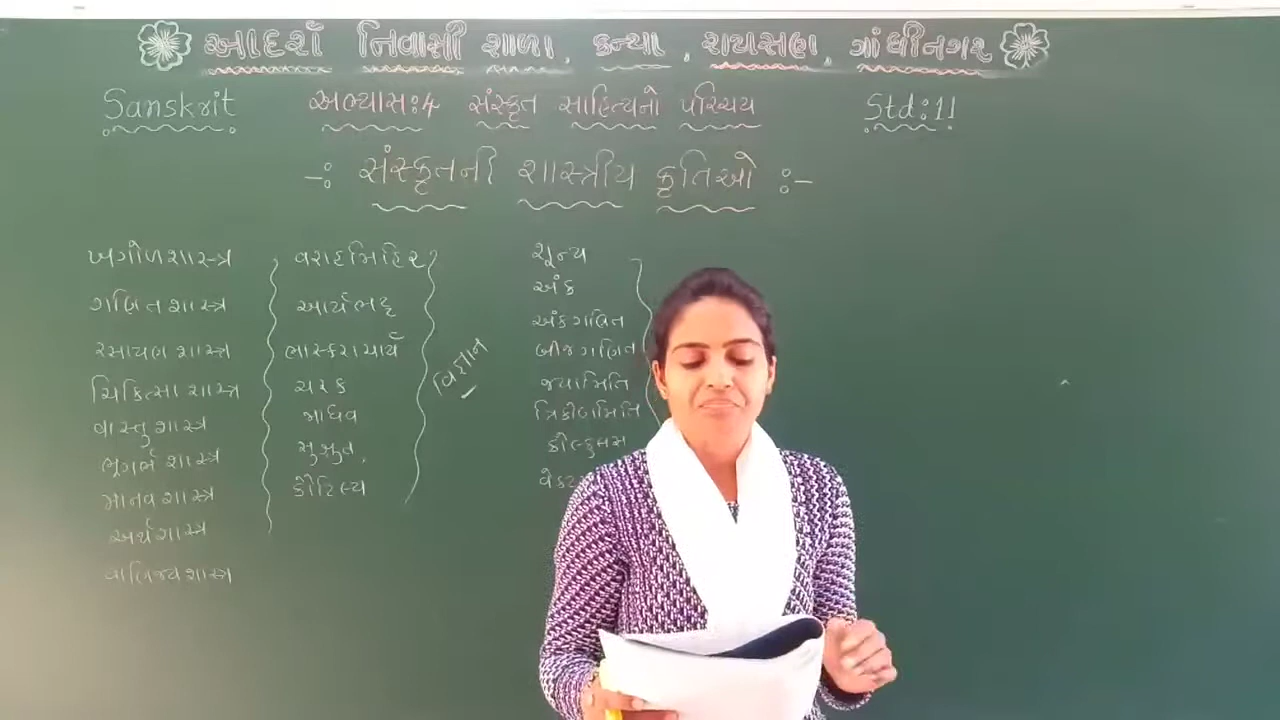 આદર્શ નિવાસી શાળા, કન્યા, રાયસણ, ગાંધીનગર
Sanskrit અભ્યાસ:4 સંસ્કૃત સાહિત્યનો પરિચય Std:11
-: સંસ્કૃતની શાસ્ત્રીય કૃતિઓ :-
ખગોળશાસ્ત્ર
ગણિતશાસ્ત્ર
રસાયણશાસ્ત્ર
ચિકિત્સાશાસ્ત્ર
વાસ્તુશાસ્ત્ર
ભૂગર્ભશાસ્ત્ર
માનવશાસ્ત્ર
અર્થશાસ્ત્ર
વાણિજ્યશાસ્ત્ર
વરાહમિહિર
આર્યભટ્ટ
ભાસ્કરાચાર્ય
ચરક
માધવ
સુશ્રુત,
કૌટિલ્ય
વિજ્ઞાન
શૂન્ય
અંક
અંકગણિત
બીજગણિત
જ્યામિતિ
ત્રિકોણમિતિ
કૅલ્ક્યુલસ